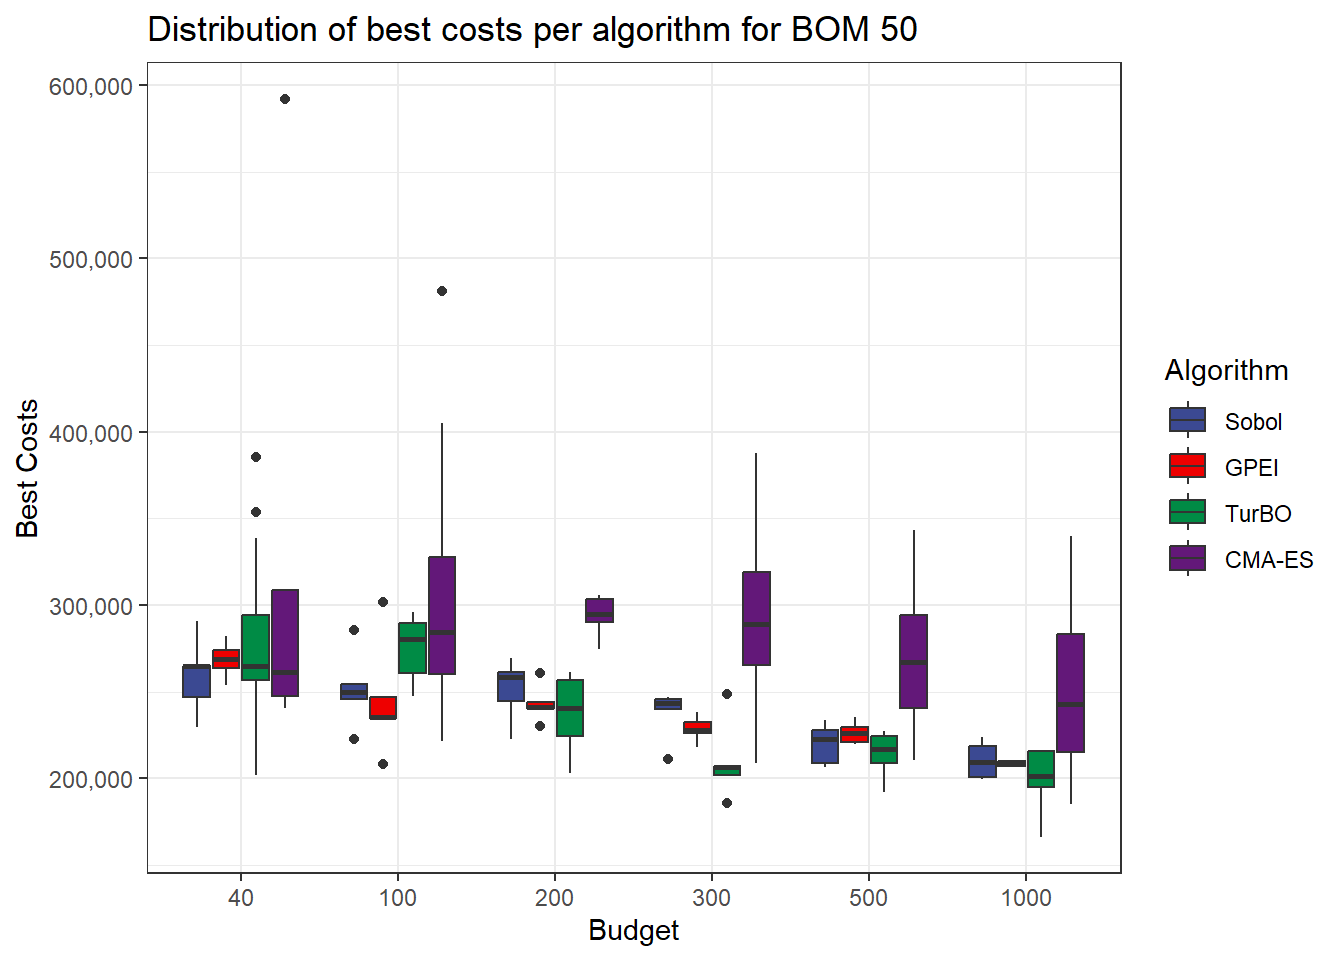 Distribution of best costs per algorithm for BOM 50
600,000
500,000
400,000
300,000
200,000
Best Costs
40 100 200 300 500 1000
Budget
Algorithm
Sobol
GPEI
TurBO
CMA-ES